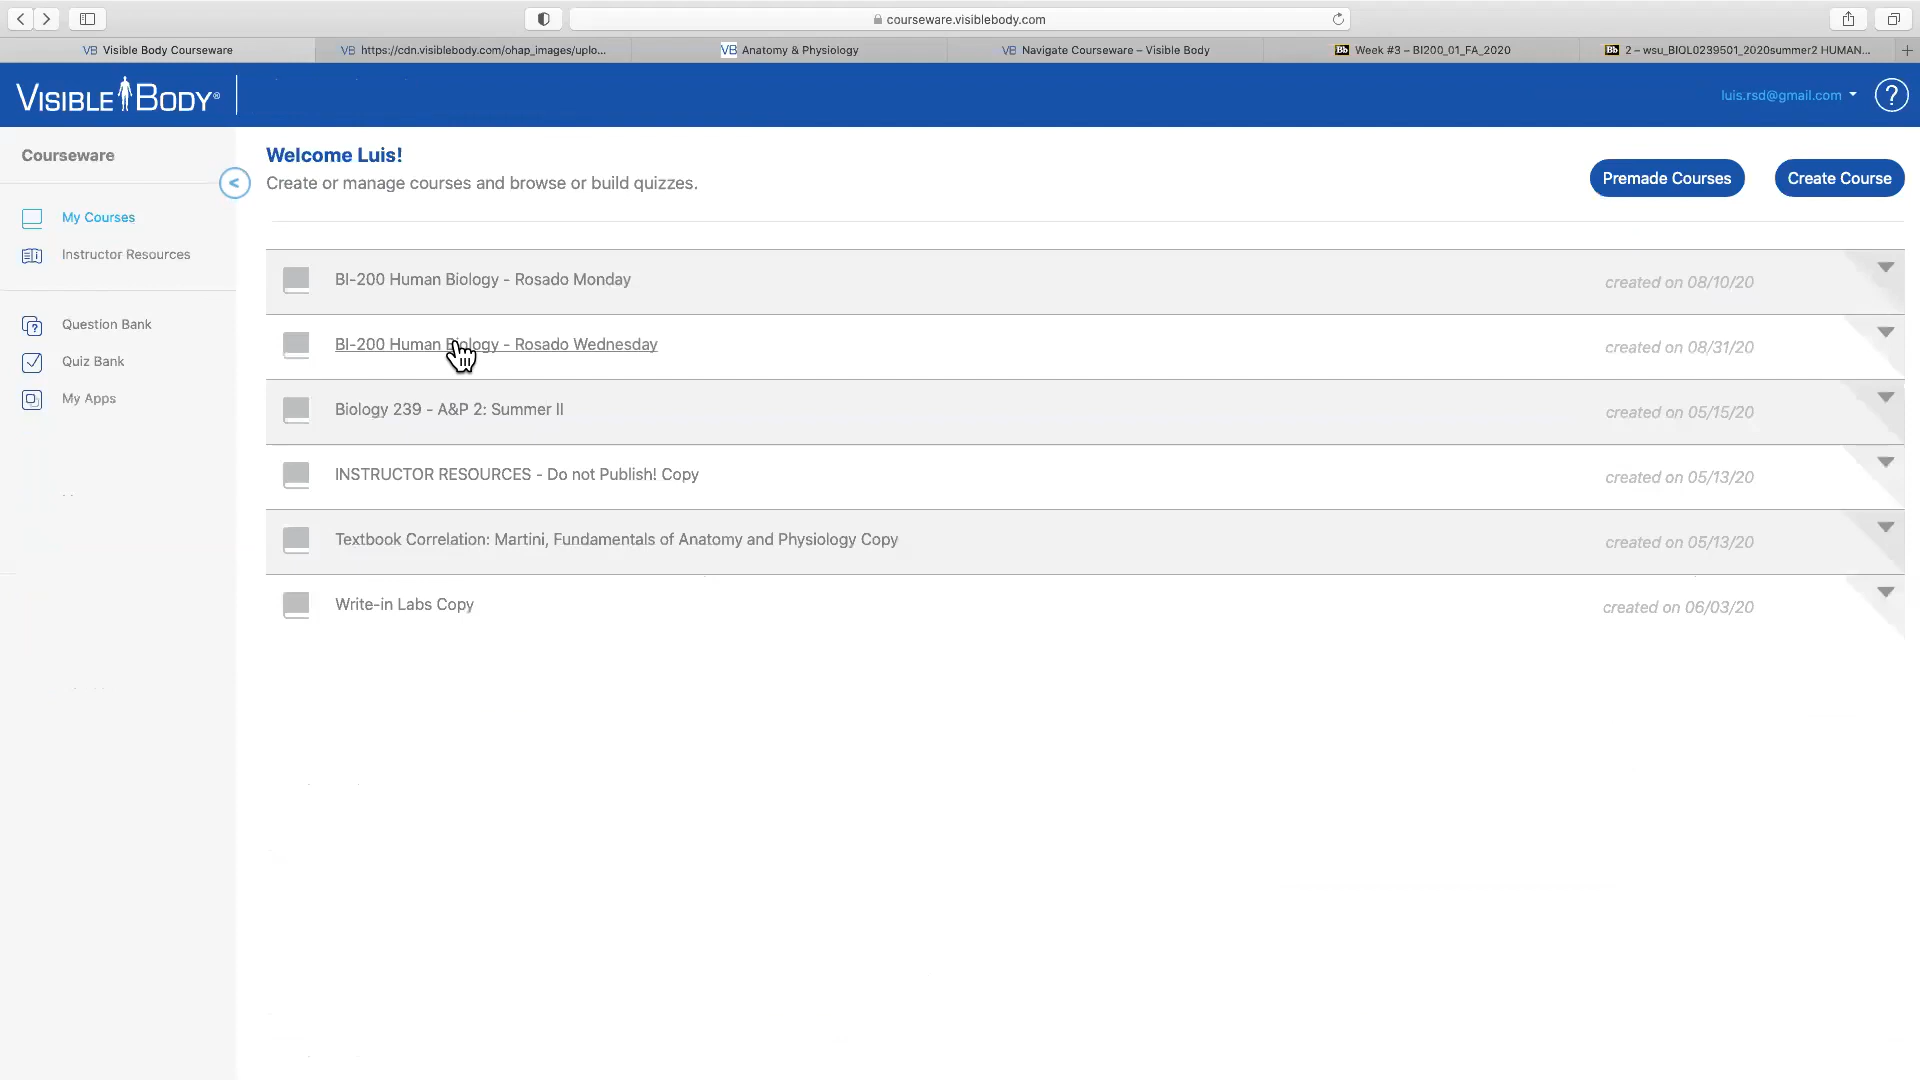 courseware.visiblebody.com
VB Visible Body Courseware
VB https://cdn.visiblebody.com/ohap_images/uplo...
VB Anatomy & Physiology
VB Navigate Courseware – Visible Body
Bb Week #3 – BI200_01_FA_2020
Bb 2 – wsu_BIOL0239501_2020summer2 HUMAN...
VISIBLE BODY®
luis.rsd@gmail.com
?
Courseware
<
My Courses
Instructor Resources
Question Bank
Quiz Bank
My Apps
Welcome Luis!
Create or manage courses and browse or build quizzes.
Premade Courses
Create Course
BI-200 Human Biology - Rosado Monday
created on 08/10/20
BI-200 Human Biology - Rosado Wednesday
created on 08/31/20
Biology 239 - A&P 2: Summer II
created on 05/15/20
INSTRUCTOR RESOURCES - Do not Publish! Copy
created on 05/13/20
Textbook Correlation: Martini, Fundamentals of Anatomy and Physiology Copy
created on 05/13/20
Write-in Labs Copy
created on 06/03/20